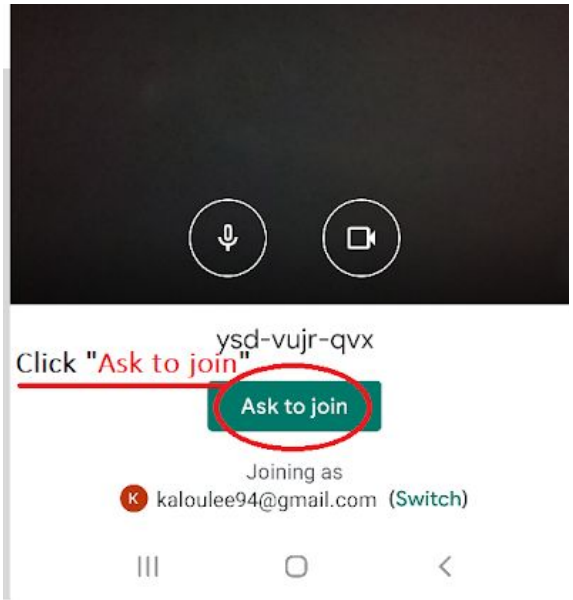 ysd-vujr-qvx
Click "Ask to join"
Ask to join
Joining as
K kaloulee94@gmail.com (Switch)